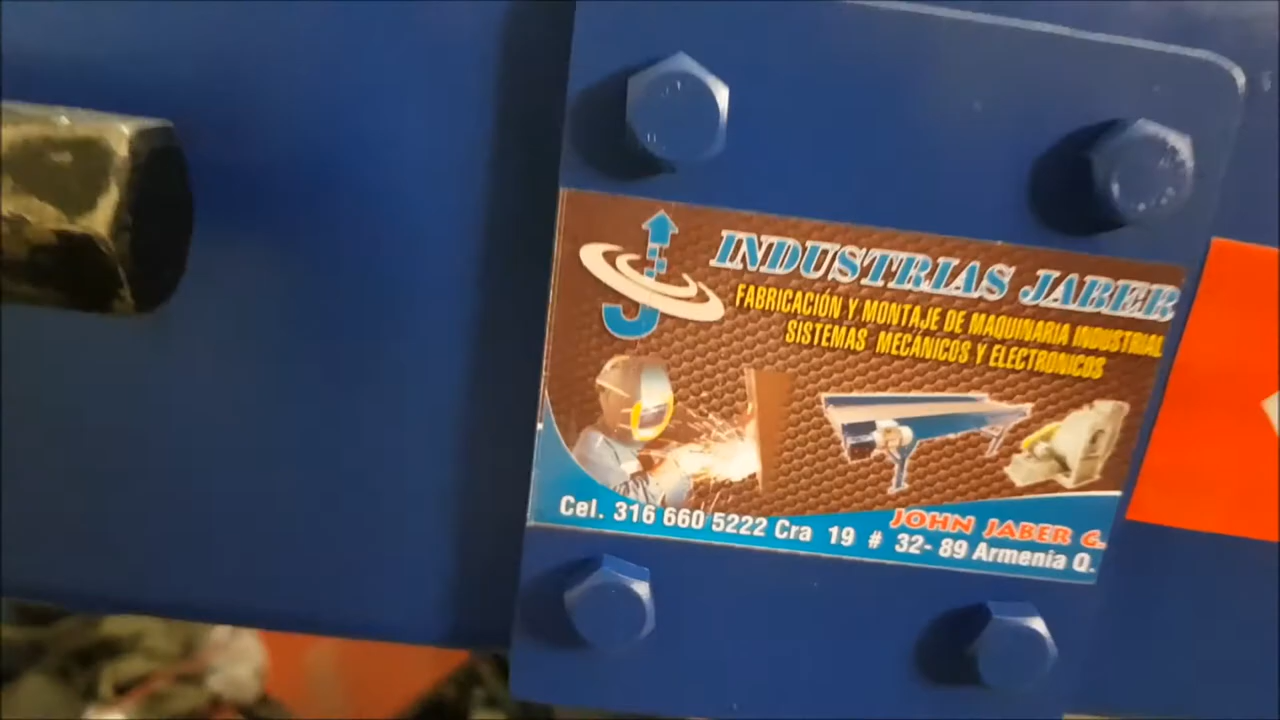 INDUSTRIAS JABER
FABRICACIÓN Y MONTAJE DE MAQUINARIA INDUSTRIAL
SISTEMAS MECÁNICOS Y ELECTRONICOS
JOHN JABER G.
Cel. 316 660 5222 Cra 19 # 32-89 Armenia Q.